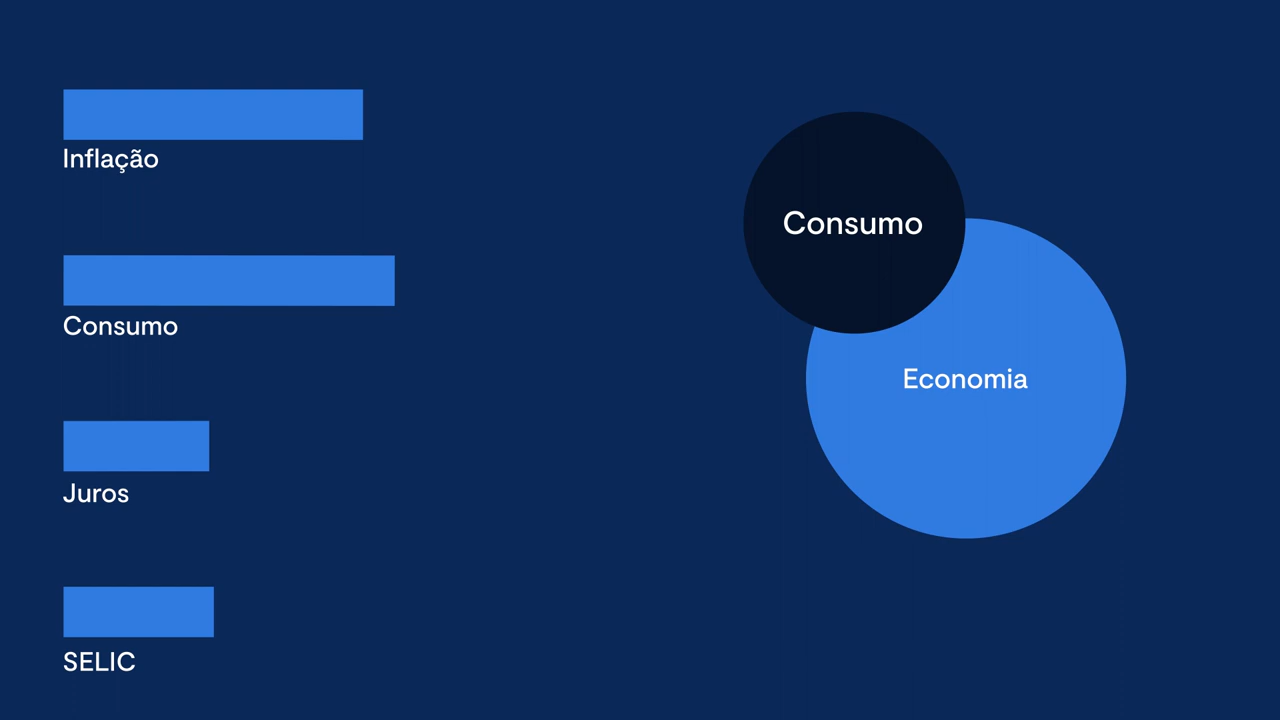 Inflação
Consumo
Juros
SELIC
Consumo
Economia